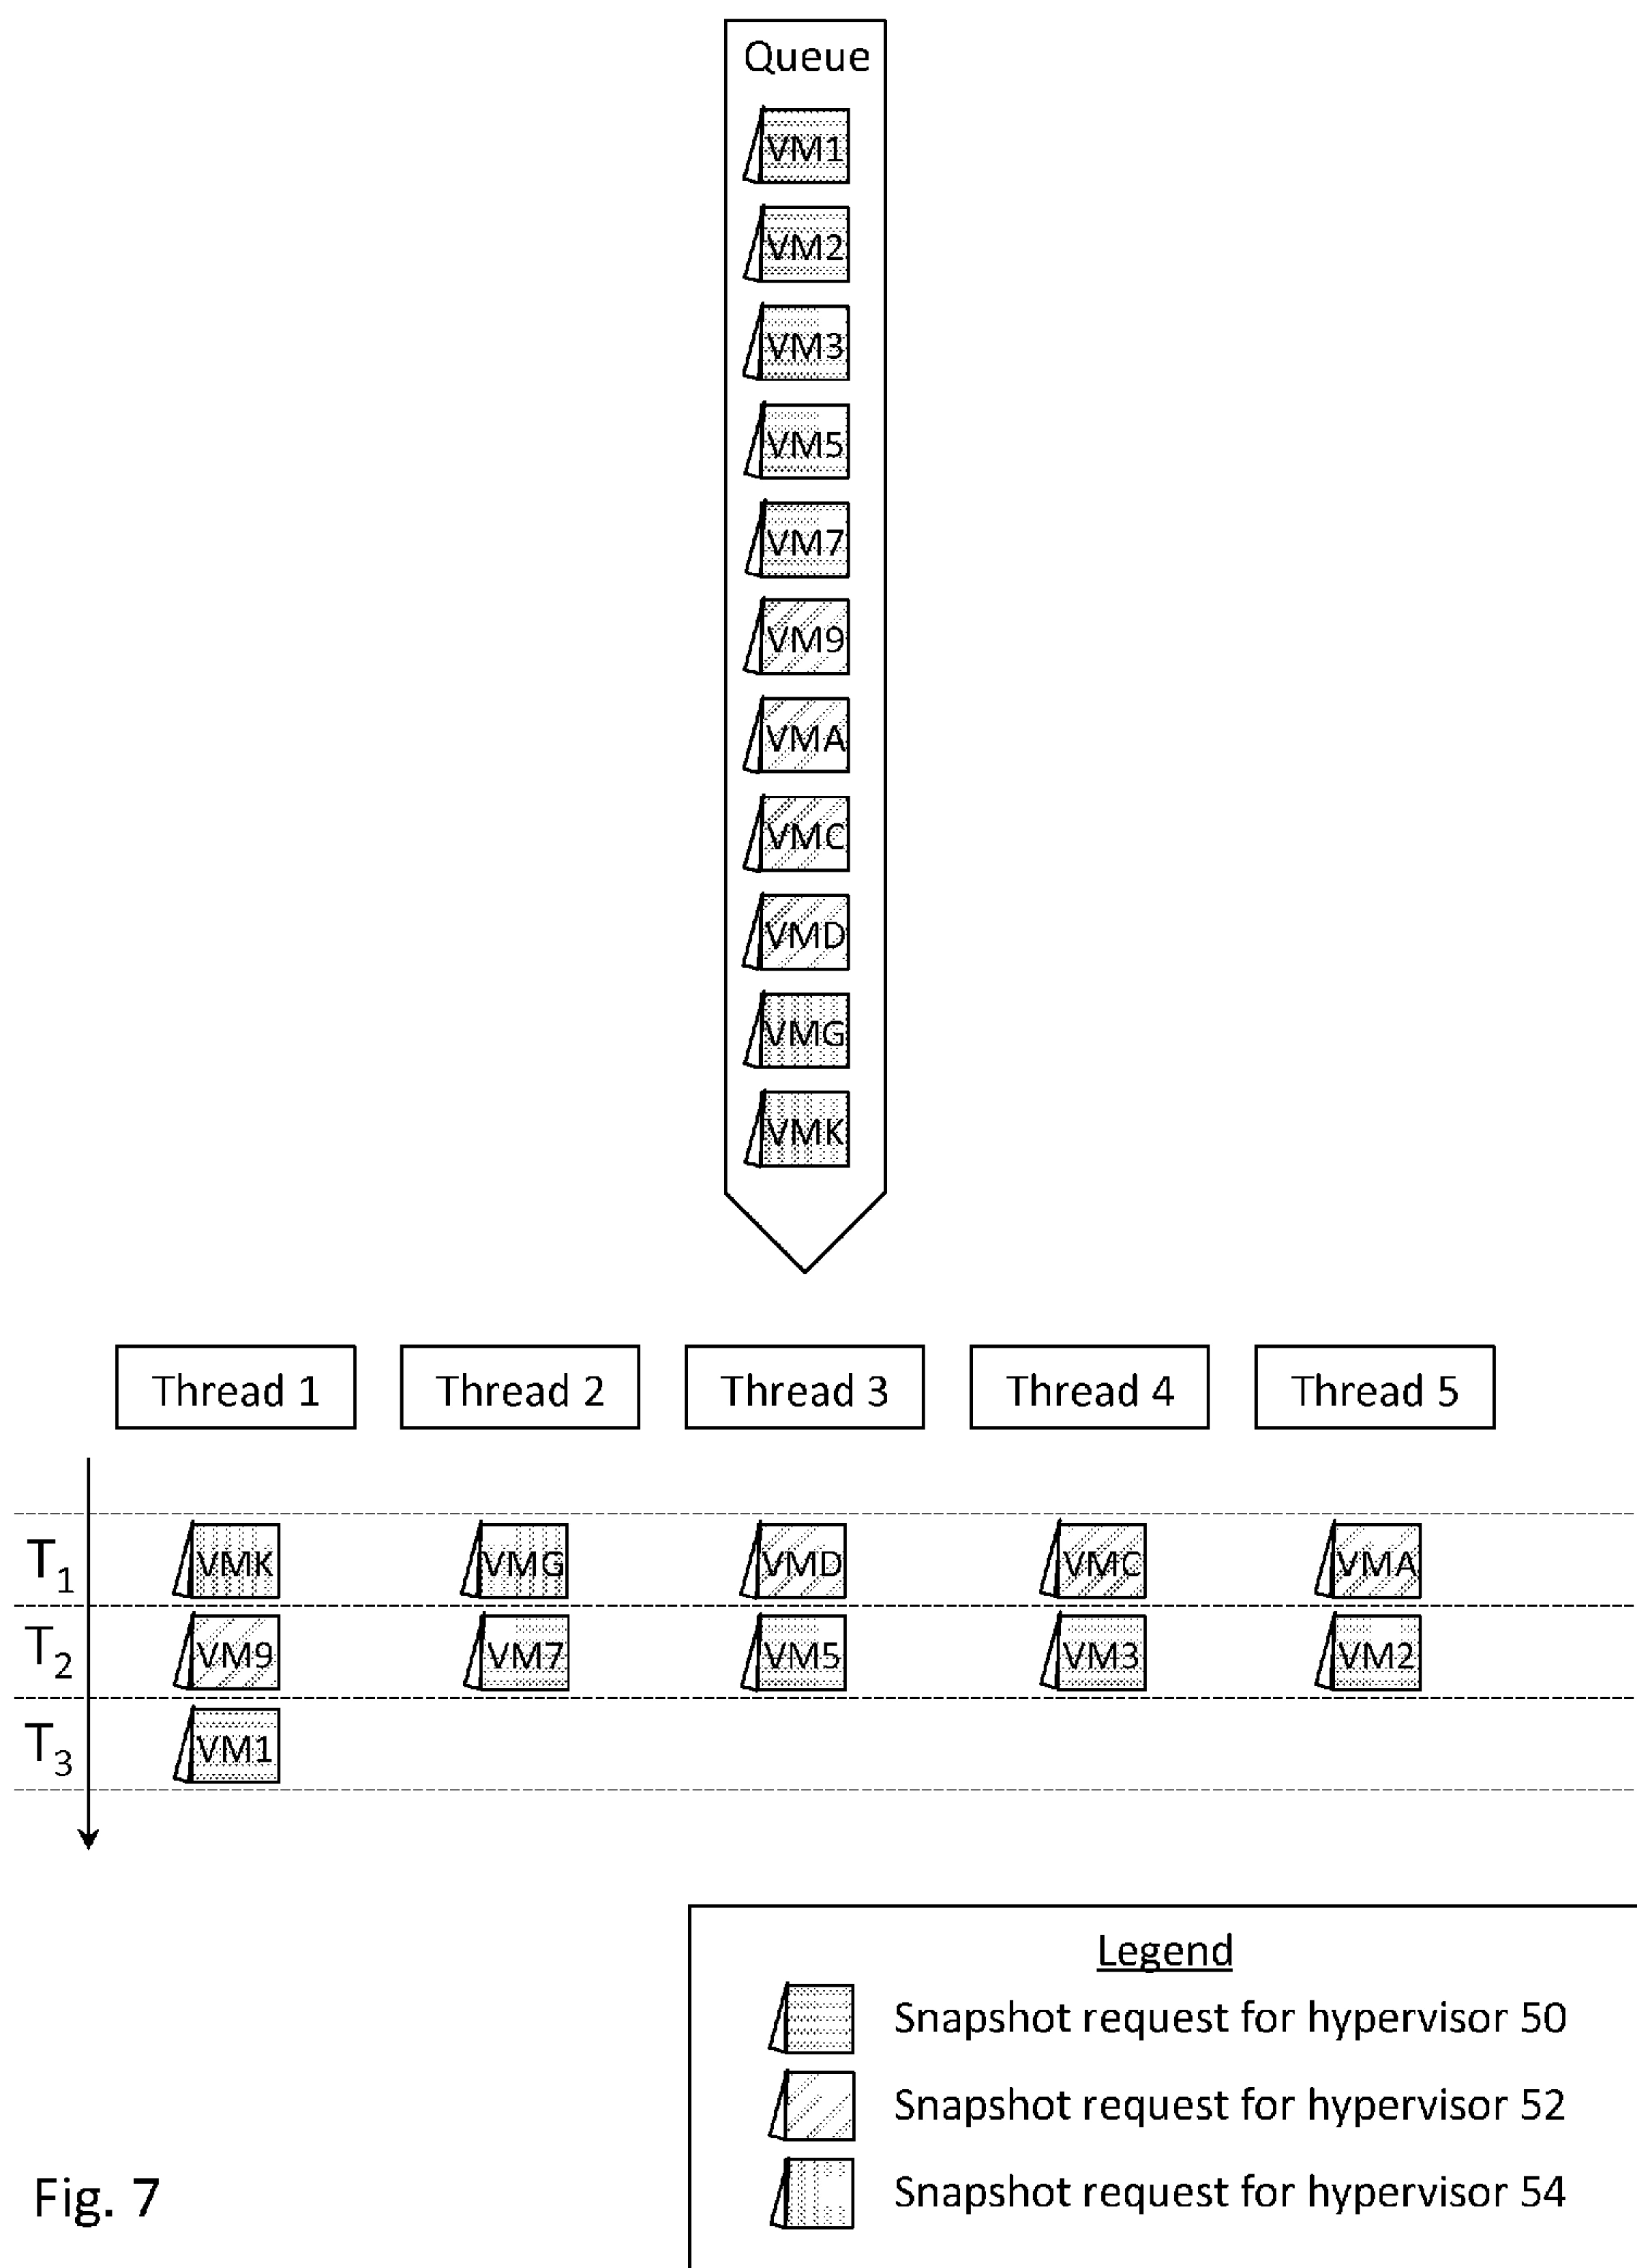 Queue
VM1
VM2
VM3
VM5
VM7
VM9
VMA
VMC
VMD
VMG
VMK
Thread 1 Thread 2 Thread 3 Thread 4 Thread 5
T1 VMK VMG VMD VMC VMA
T2 VM9 VM7 VM5 VM3 VM2
T3 VM1
Legend
Snapshot request for hypervisor 50
Snapshot request for hypervisor 52
Snapshot request for hypervisor 54
Fig. 7